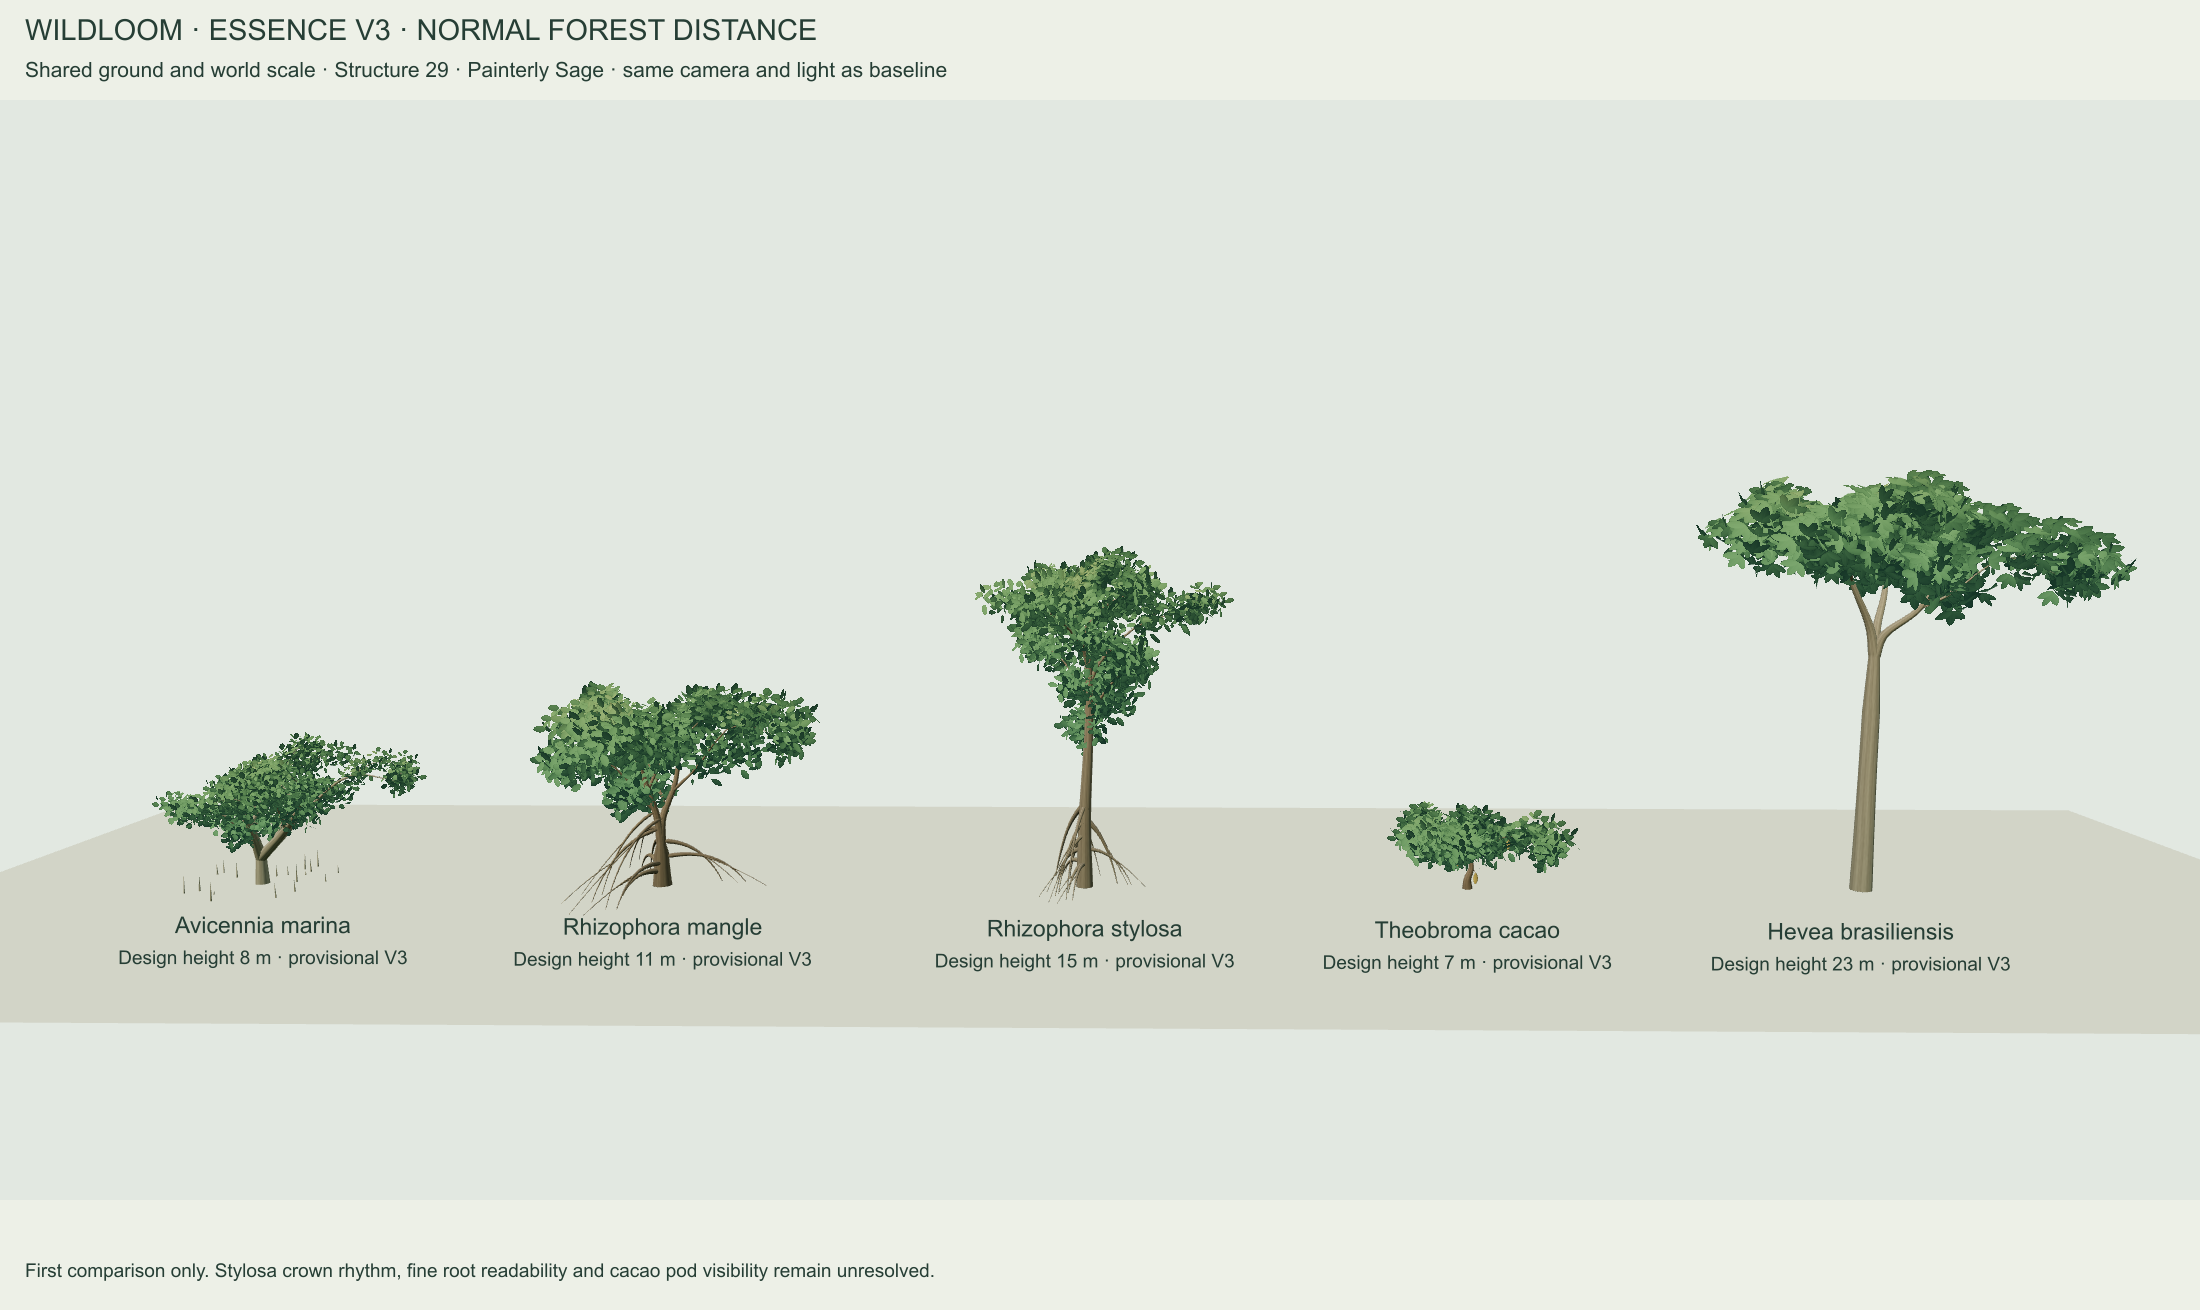 WILDLOOM · ESSENCE V3 · NORMAL FOREST DISTANCE
Shared ground and world scale · Structure 29 · Painterly Sage · same camera and light as baseline
Avicennia marina
Design height 8 m · provisional V3
Rhizophora mangle
Design height 11 m · provisional V3
Rhizophora stylosa
Design height 15 m · provisional V3
Theobroma cacao
Design height 7 m · provisional V3
Hevea brasiliensis
Design height 23 m · provisional V3
First comparison only. Stylosa crown rhythm, fine root readability and cacao pod visibility remain unresolved.